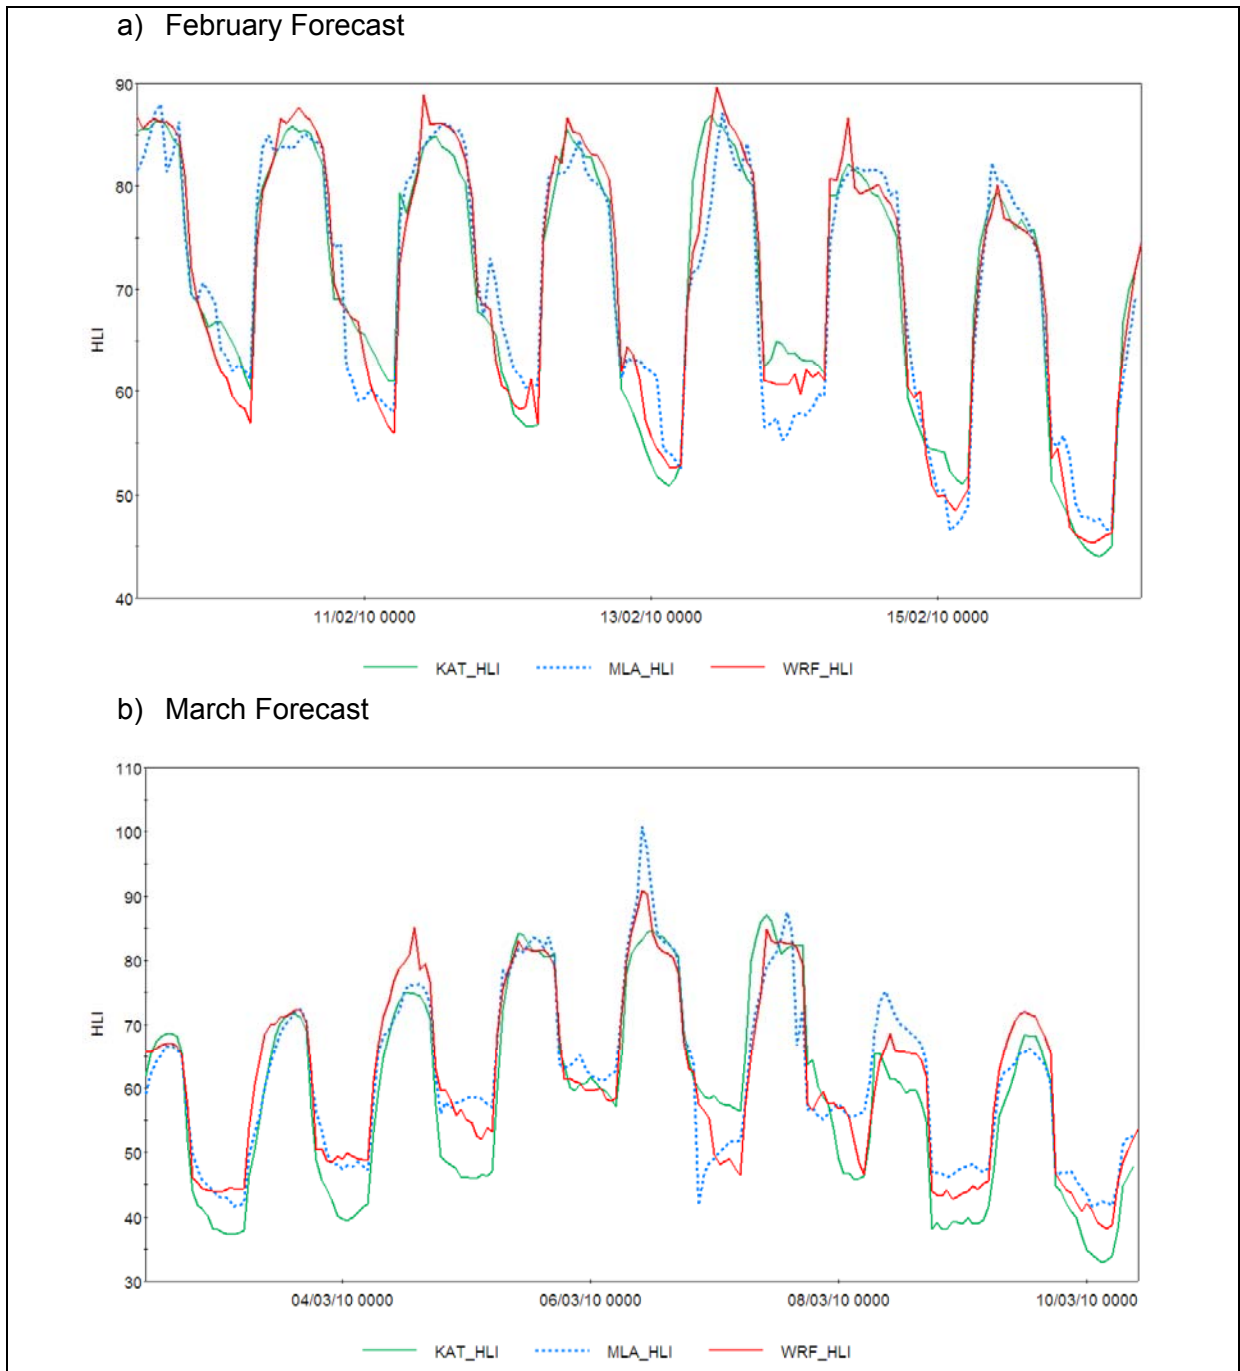 a) February Forecast
90
80
70
HLI
60
50
40
11/02/10 0000 13/02/10 0000 15/02/10 0000
KAT_HLI MLA_HLI WRF_HLI
b) March Forecast
110
100
90
80
70
HLI
60
50
40
30
04/03/10 0000 06/03/10 0000 08/03/10 0000 10/03/10 0000
KAT_HLI MLA_HLI WRF_HLI